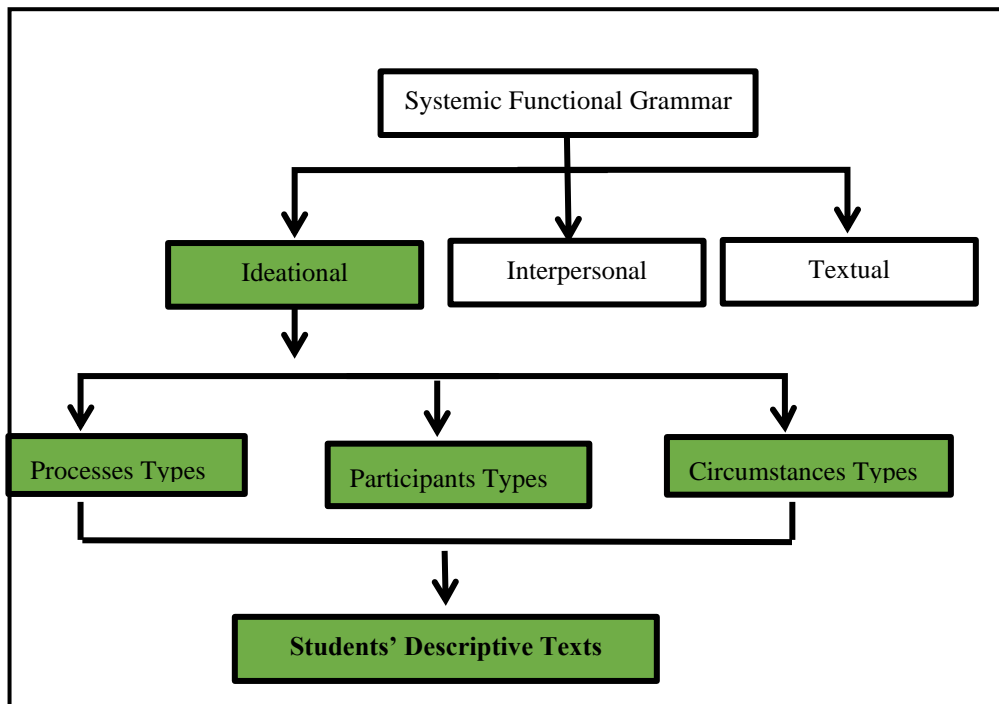 Systemic Functional Grammar
Ideational
Interpersonal
Textual
Processes Types
Participants Types
Circumstances Types
Students’ Descriptive Texts